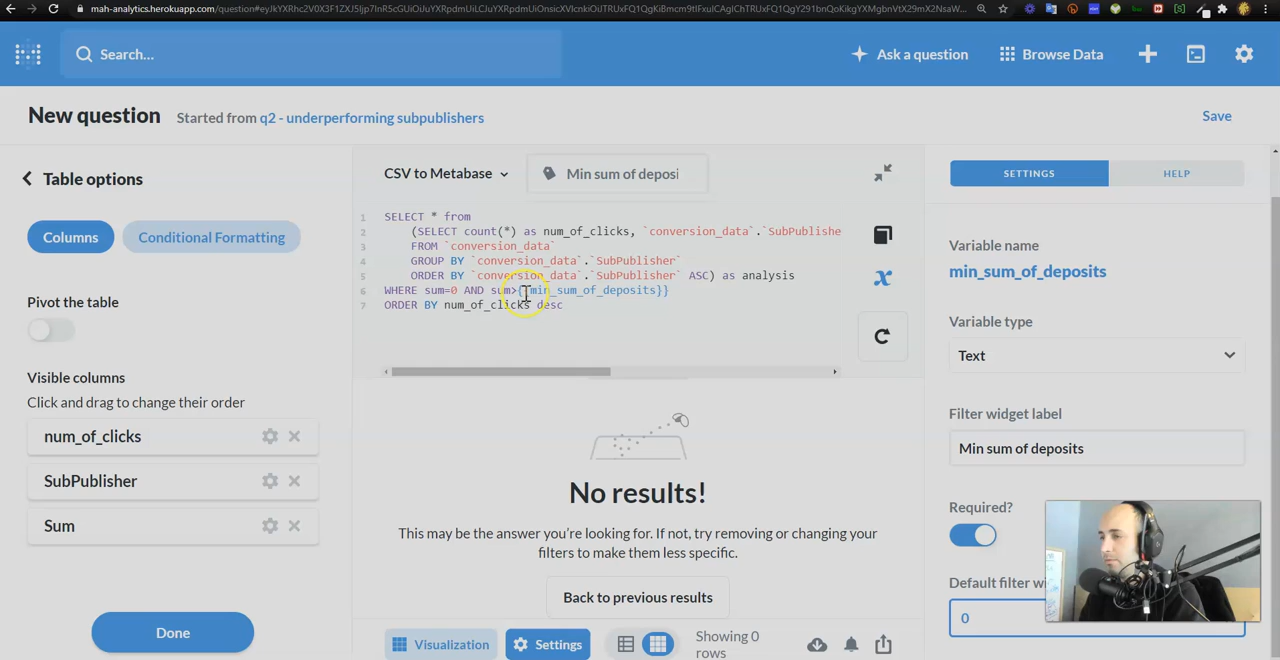 mah-analytics.herokuapp.com/question#eyJkYXRhc2V0X3F1ZXJ5Ijp7InR5cGUiOiJuYXRpdmUiLCJuYXRpdmUiOnsicXVlcnkiOiJTRUxFQ1QgKiBmcm9tIFxuICAgIChTRUxFQ1QgY291bnQoKikgYXMgbnVtX29mX2NsaW...
Search...
Ask a question
Browse Data
New question
Started from q2 - underperforming subpublishers
Save
Table options
Columns
Conditional Formatting
Pivot the table
Visible columns
Click and drag to change their order
num_of_clicks
SubPublisher
Sum
Done
CSV to Metabase
Min sum of deposi
1 SELECT * from
2 (SELECT count(*) as num_of_clicks, `conversion_data`.`SubPublishe
3 FROM `conversion_data`
4 GROUP BY `conversion_data`.`SubPublisher`
5 ORDER BY `conversion_data`.`SubPublisher` ASC) as analysis
6 WHERE sum=0 AND sum>{{min_sum_of_deposits}}
7 ORDER BY num_of_clicks desc
No results!
This may be the answer you're looking for. If not, try removing or changing your
filters to make them less specific.
Back to previous results
Visualization
Settings
Showing 0
rows
SETTINGS
HELP
Variable name
min_sum_of_deposits
Variable type
Text
Filter widget label
Min sum of deposits
Required?
Default filter wi
0